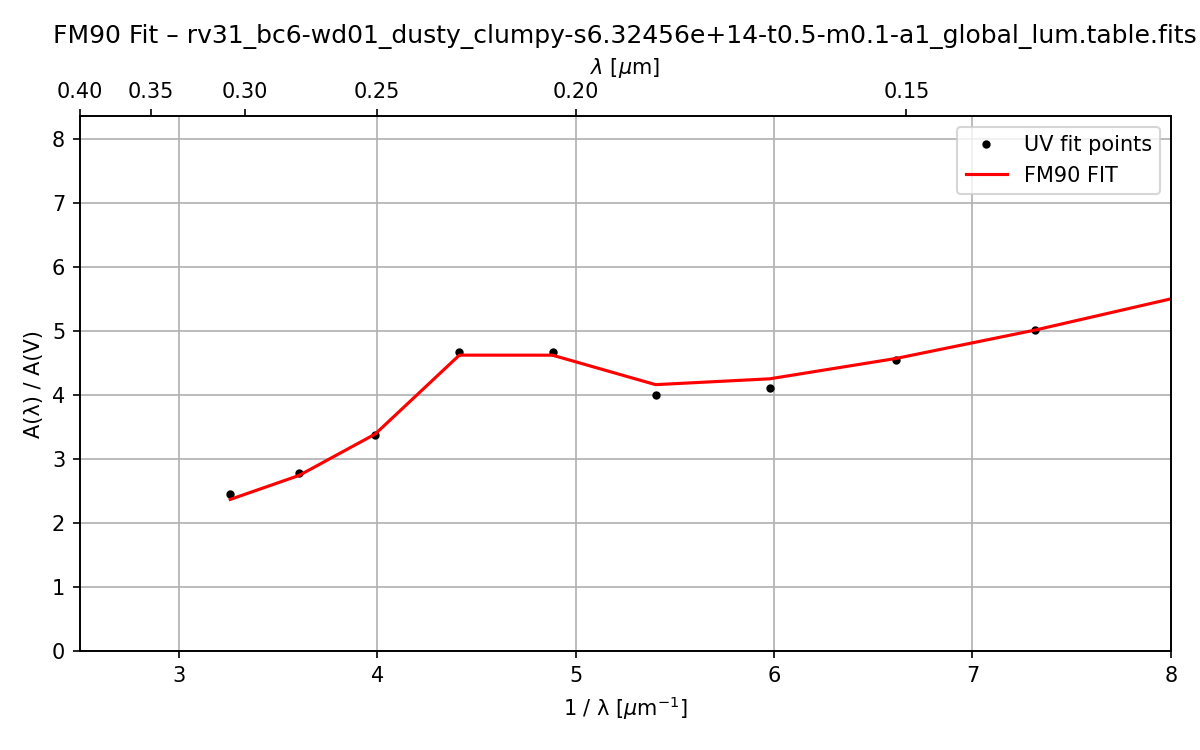 FM90 Fit – rv31_bc6-wd01_dusty_clumpy-s6.32456e+14-t0.5-m0.1-a1_global_lum.table.fits
λ [μm]
0.40 0.35 0.30 0.25 0.20 0.15
UV fit points
FM90 FIT
8
7
6
5
4
3
2
1
0
A(λ) / A(V)
3 4 5 6 7 8
1 / λ [μm⁻¹]